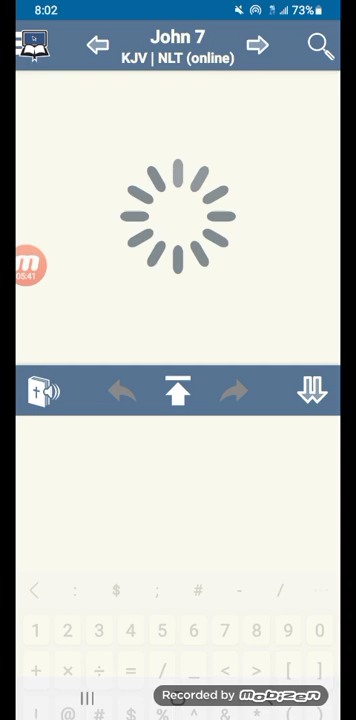 8:02
73%
John 7
KJV | NLT (online)
m
05:41
< : $ ; # - / ...
1 2 3 4 5 6 7 8 9 0
+ × ÷ = / _ < > [ ]
! @ # $ % ^ & * ( )
Recorded by mobizen